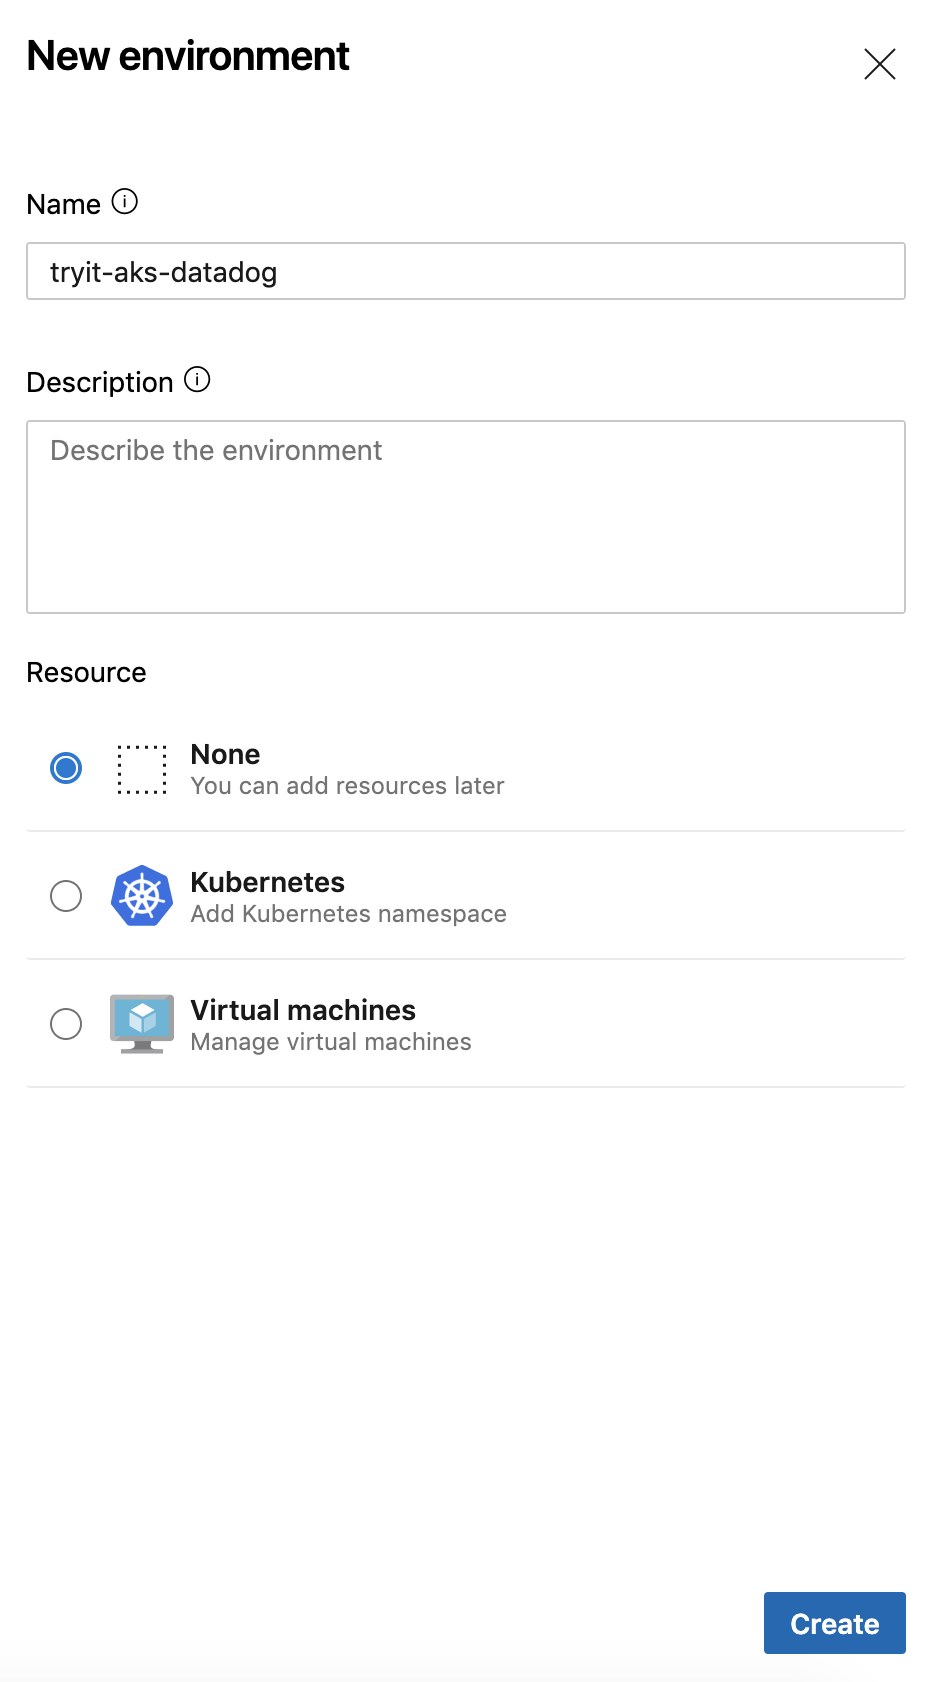 New environment
Name
tryit-aks-datadog
Description
Describe the environment
Resource
None
You can add resources later
Kubernetes
Add Kubernetes namespace
Virtual machines
Manage virtual machines
Create